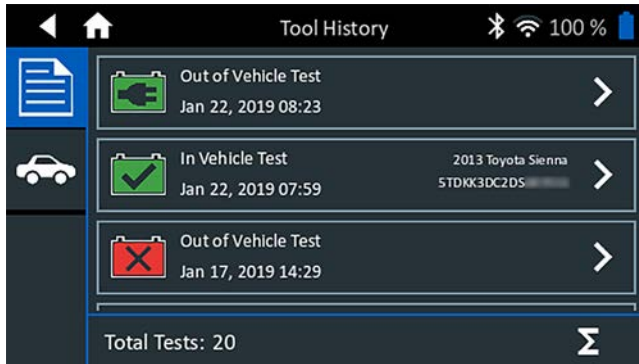 Tool History
100 %
Out of Vehicle Test
Jan 22, 2019 08:23
In Vehicle Test
2013 Toyota Sienna
Jan 22, 2019 07:59
5TDKK3DC2DS
Out of Vehicle Test
Jan 17, 2019 14:29
Total Tests: 20
Σ